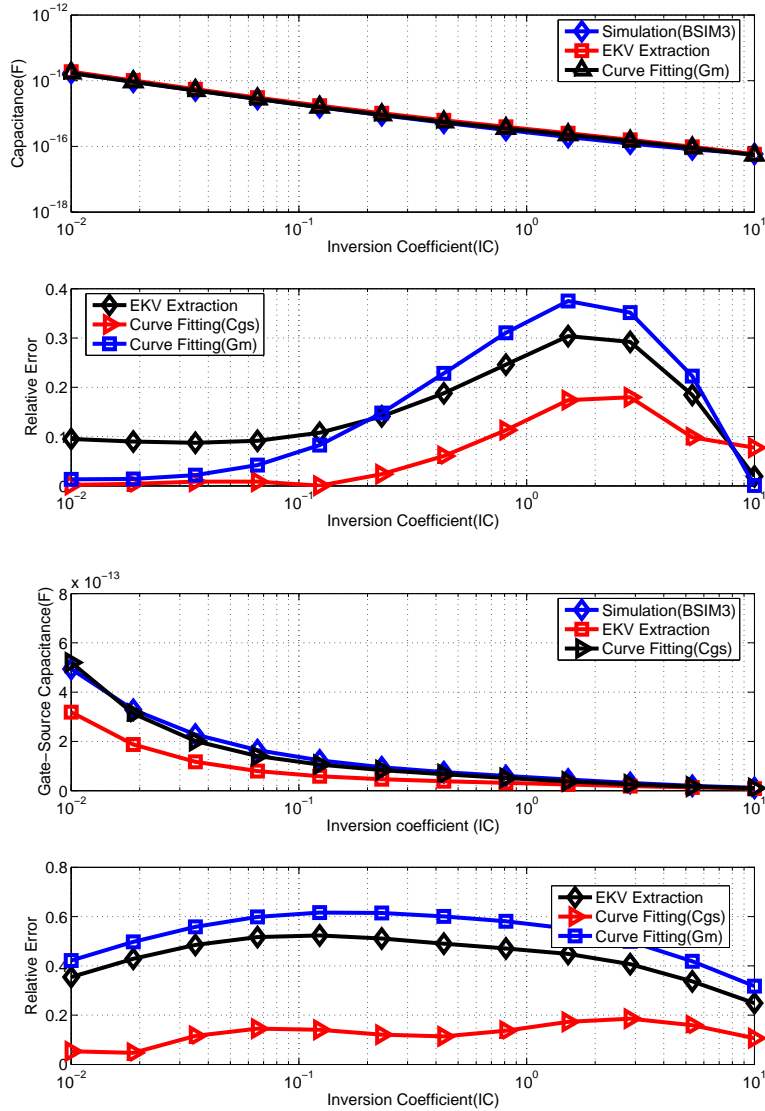 10^-12
Simulation(BSIM3)
EKV Extraction
Curve Fitting(Gm)
10^-16
10^-18
Capacitance(F)
10^-2 10^-1 10^0 10^1
Inversion Coefficient(IC)
0.4
EKV Extraction
Curve Fitting(Cgs)
Curve Fitting(Gm)
0.3
0.2
0.1
0
Relative Error
10^-2 10^-1 10^0 10^1
Inversion Coefficient(IC)
x 10^-13
8
Simulation(BSIM3)
EKV Extraction
Curve Fitting(Cgs)
6
4
2
0
Gate−Source Capacitance(F)
10^-2 10^-1 10^0 10^1
Inversion coefficient (IC)
0.8
EKV Extraction
Curve Fitting(Cgs)
Curve Fitting(Gm)
0.6
0.4
0.2
0
Relative Error
10^-2 10^-1 10^0 10^1
Inversion Coefficient(IC)